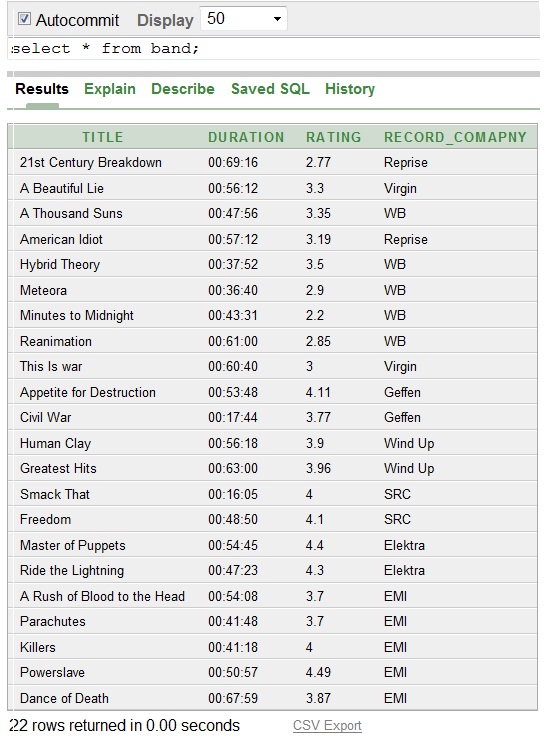 Autocommit Display 50
select * from band;
Results Explain Describe Saved SQL History
TITLE DURATION RATING RECORD_COMAPNY
21st Century Breakdown 00:69:16 2.77 Reprise
A Beautiful Lie 00:56:12 3.3 Virgin
A Thousand Suns 00:47:56 3.35 WB
American Idiot 00:57:12 3.19 Reprise
Hybrid Theory 00:37:52 3.5 WB
Meteora 00:36:40 2.9 WB
Minutes to Midnight 00:43:31 2.2 WB
Reanimation 00:61:00 2.85 WB
This Is war 00:60:40 3 Virgin
Appetite for Destruction 00:53:48 4.11 Geffen
Civil War 00:17:44 3.77 Geffen
Human Clay 00:56:18 3.9 Wind Up
Greatest Hits 00:63:00 3.96 Wind Up
Smack That 00:16:05 4 SRC
Freedom 00:48:50 4.1 SRC
Master of Puppets 00:54:45 4.4 Elektra
Ride the Lightning 00:47:23 4.3 Elektra
A Rush of Blood to the Head 00:54:08 3.7 EMI
Parachutes 00:41:48 3.7 EMI
Killers 00:41:18 4 EMI
Powerslave 00:50:57 4.49 EMI
Dance of Death 00:67:59 3.87 EMI
22 rows returned in 0.00 seconds CSV Export